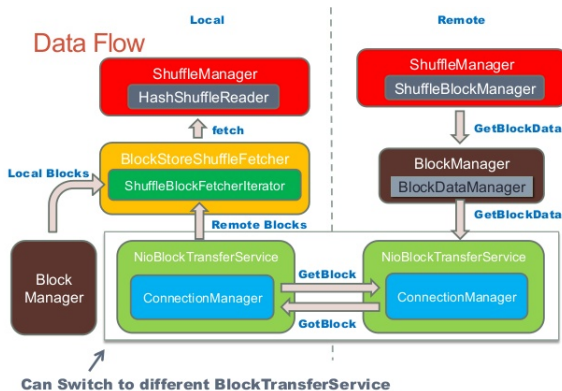 Local
Remote
Data Flow
ShuffleManager
HashShuffleReader
ShuffleManager
ShuffleBlockManager
fetch
GetBlockData
BlockStoreShuffleFetcher
ShuffleBlockFetcherIterator
Local Blocks
BlockManager
BlockDataManager
Remote Blocks
GetBlockData
Block
Manager
NioBlockTransferService
ConnectionManager
GetBlock
GotBlock
NioBlockTransferService
ConnectionManager
Can Switch to different BlockTransferService